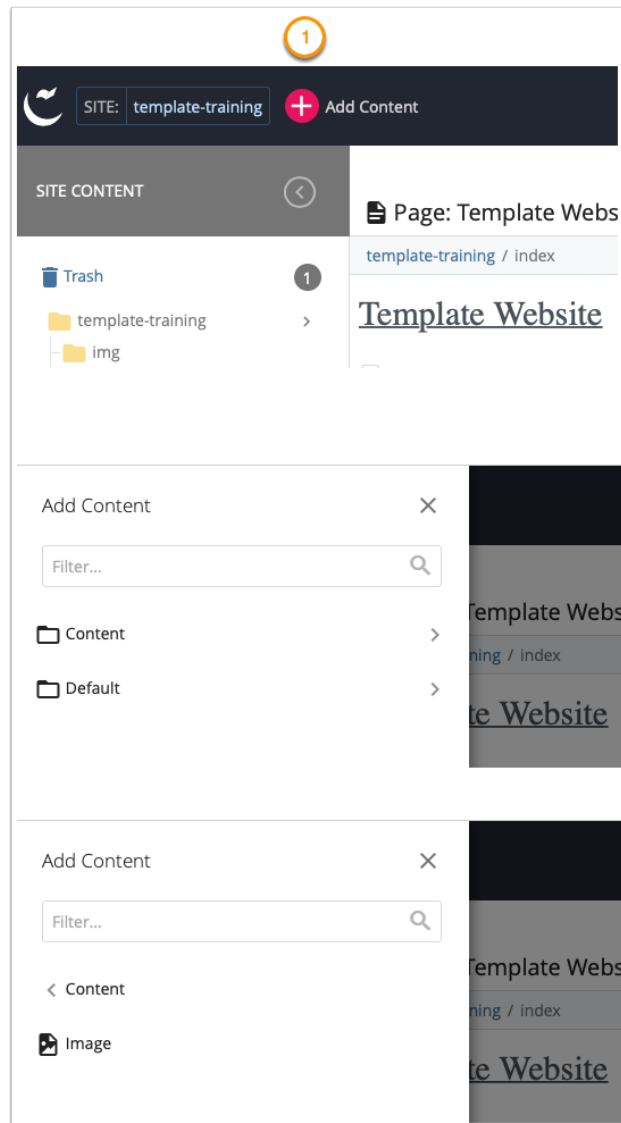 1
SITE: template-training Add Content
SITE CONTENT
Page: Template Webs
template-training / index
Trash 1
template-training
Template Website
img
Add Content
Filter...
Template Webs
Content
ning / index
Default
te Website
Add Content
Filter...
Template Webs
Content
ning / index
Image
te Website